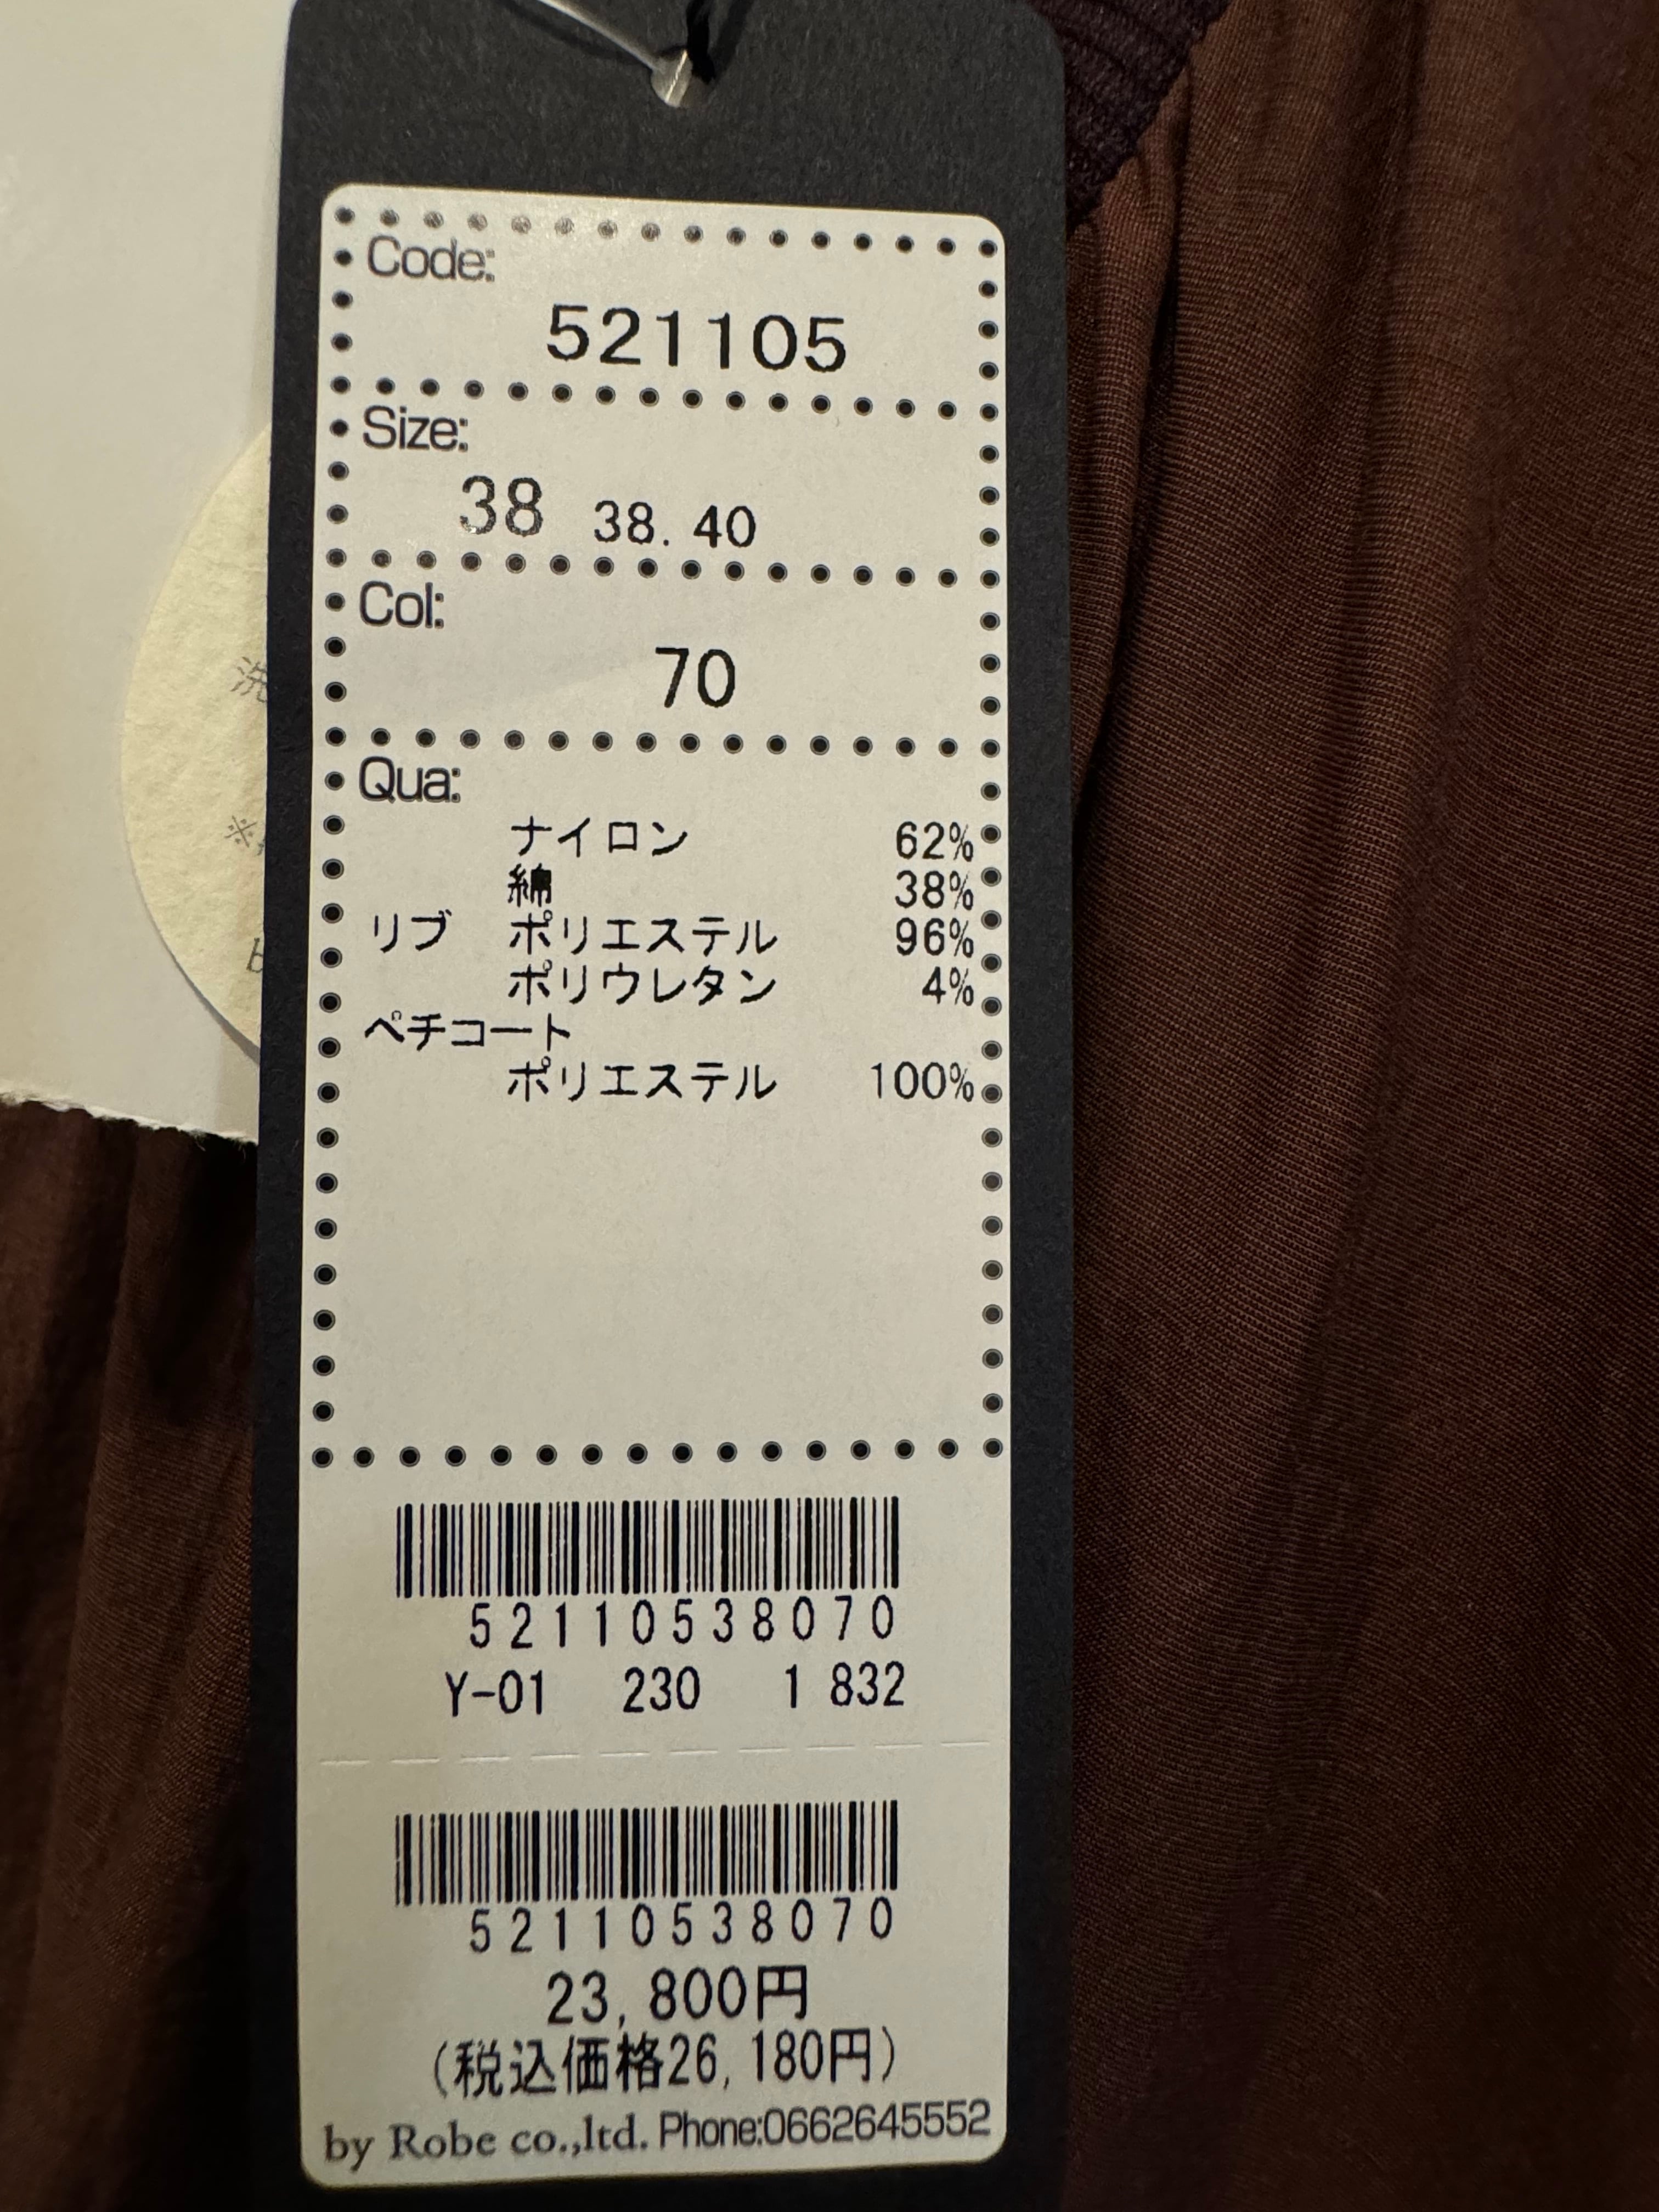 Code:
521105
Size:
38 38.40
Col:
70
Qua:
ナイロン 62%
綿 38%
リブ ポリエステル 96%
ポリウレタン 4%
ペチコート
ポリエステル 100%
52110538070
Y-01 230 1 832
52110538070
23,800円
(税込価格26,180円)
by Robe co.,ltd. Phone:0662645552
洗
※
b